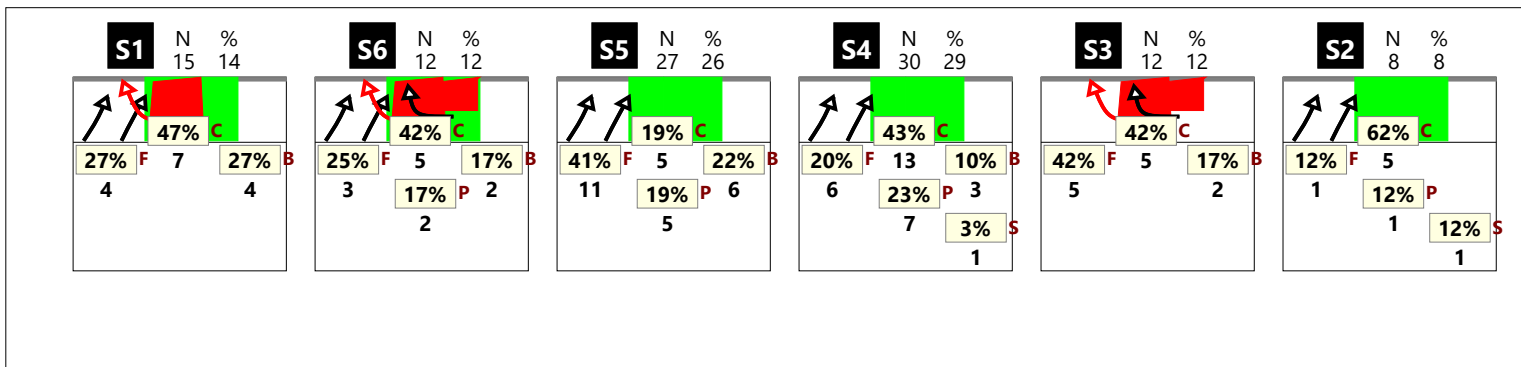 S1 N % 15 14
47% C
27% F 7 27% B
4 4
S6 N % 12 12
42% C
25% F 5 17% B
3 17% P 2
2
S5 N % 27 26
19% C
41% F 5 22% B
11 19% P 6
5
S4 N % 30 29
43% C
20% F 13 10% B
6 23% P 3
7 3% S
1
S3 N % 12 12
42% C
42% F 5 17% B
5 2
S2 N % 8 8
62% C
12% F 5
1 12% P
1 12% S
1